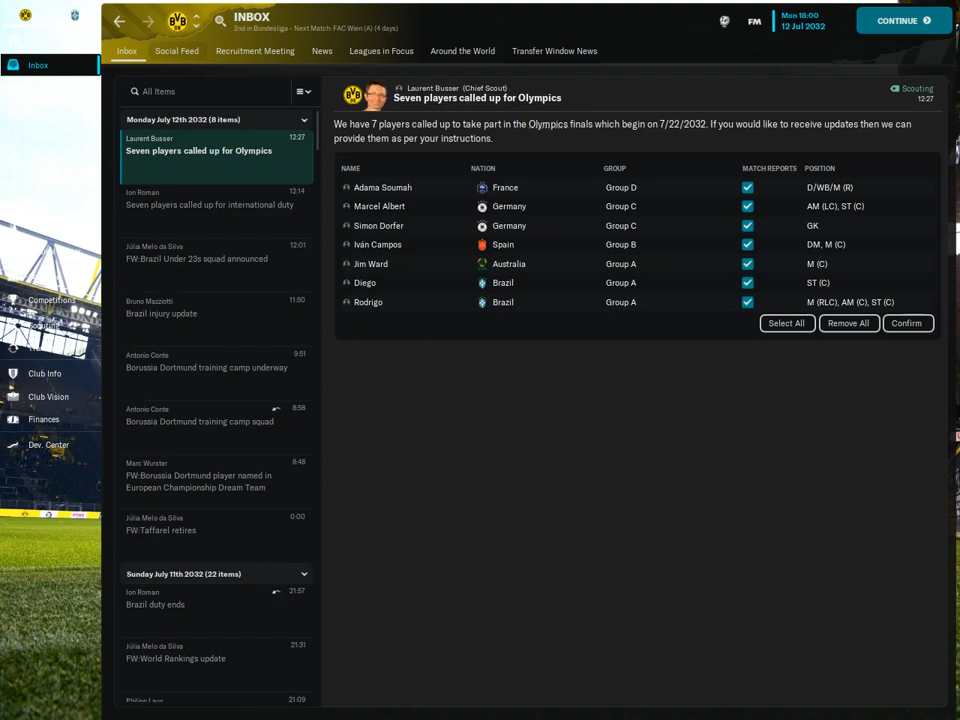 INBOX
2nd in Bundesliga - Next Match: FAC Wien (A) (4 days)
FM
Mon 18:00
12 Jul 2032
CONTINUE
Inbox
Inbox
Social Feed
Recruitment Meeting
News
Leagues in Focus
Around the World
Transfer Window News
Competitions
Club Info
Club Vision
Finances
Dev. Center
All Items
Monday July 12th 2032 (8 items)
Laurent Busser 12:27
Seven players called up for Olympics
Ion Roman 12:14
Seven players called up for international duty
Júlia Melo da Silva 12:01
FW:Brazil Under 23s squad announced
Bruno Mazziotti 11:50
Brazil injury update
Antonio Conte 9:51
Borussia Dortmund training camp underway
Antonio Conte 8:58
Borussia Dortmund training camp squad
Marc Wurster 8:48
FW:Borussia Dortmund player named in
European Championship Dream Team
Júlia Melo da Silva 0:00
FW:Taffarel retires
Sunday July 11th 2032 (22 items)
Ion Roman 21:57
Brazil duty ends
Júlia Melo da Silva 21:31
FW:World Rankings update
21:09
BVB
Laurent Busser (Chief Scout)
Seven players called up for Olympics
Scouting
12:27
We have 7 players called up to take part in the Olympics finals which begin on 7/22/2032. If you would like to receive updates then we can
provide them as per your instructions.
NAME NATION GROUP MATCH REPORTS POSITION
Adama Soumah France Group D D/WB/M (R)
Marcel Albert Germany Group C AM (LC), ST (C)
Simon Dorfer Germany Group C GK
Iván Campos Spain Group B DM, M (C)
Jim Ward Australia Group A M (C)
Diego Brazil Group A ST (C)
Rodrigo Brazil Group A M (RLC), AM (C), ST (C)
Select All
Remove All
Confirm